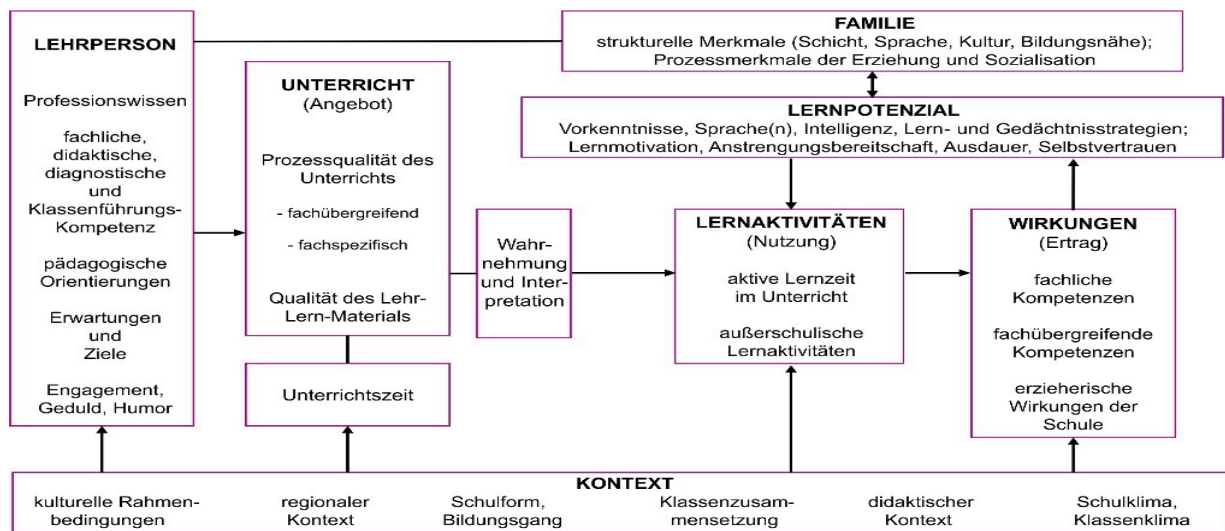 LEHRPERSON
Professionswissen
fachliche,
didaktische,
diagnostische
und
Klassenführungs-
Kompetenz
pädagogische
Orientierungen
Erwartungen
und
Ziele
Engagement,
Geduld, Humor
FAMILIE
strukturelle Merkmale (Schicht, Sprache, Kultur, Bildungsnähe);
Prozessmerkmale der Erziehung und Sozialisation
UNTERRICHT
(Angebot)
Prozessqualität des
Unterrichts
- fachübergreifend
- fachspezifisch
Qualität des Lehr-
Lern-Materials
Unterrichtszeit
LERNPOTENZIAL
Vorkenntnisse, Sprache(n), Intelligenz, Lern- und Gedächtnisstrategien;
Lernmotivation, Anstrengungsbereitschaft, Ausdauer, Selbstvertrauen
Wahr-
nehmung
und Inter-
pretation
LERNAKTIVITÄTEN
(Nutzung)
aktive Lernzeit
im Unterricht
außerschulische
Lernaktivitäten
WIRKUNGEN
(Ertrag)
fachliche
Kompetenzen
fachübergreifende
Kompetenzen
erzieherische
Wirkungen der
Schule
KONTEXT
kulturelle Rahmen-
bedingungen
regionaler
Kontext
Schulform,
Bildungsgang
Klassenzusam-
mensetzung
didaktischer
Kontext
Schulklima,
Klassenklima